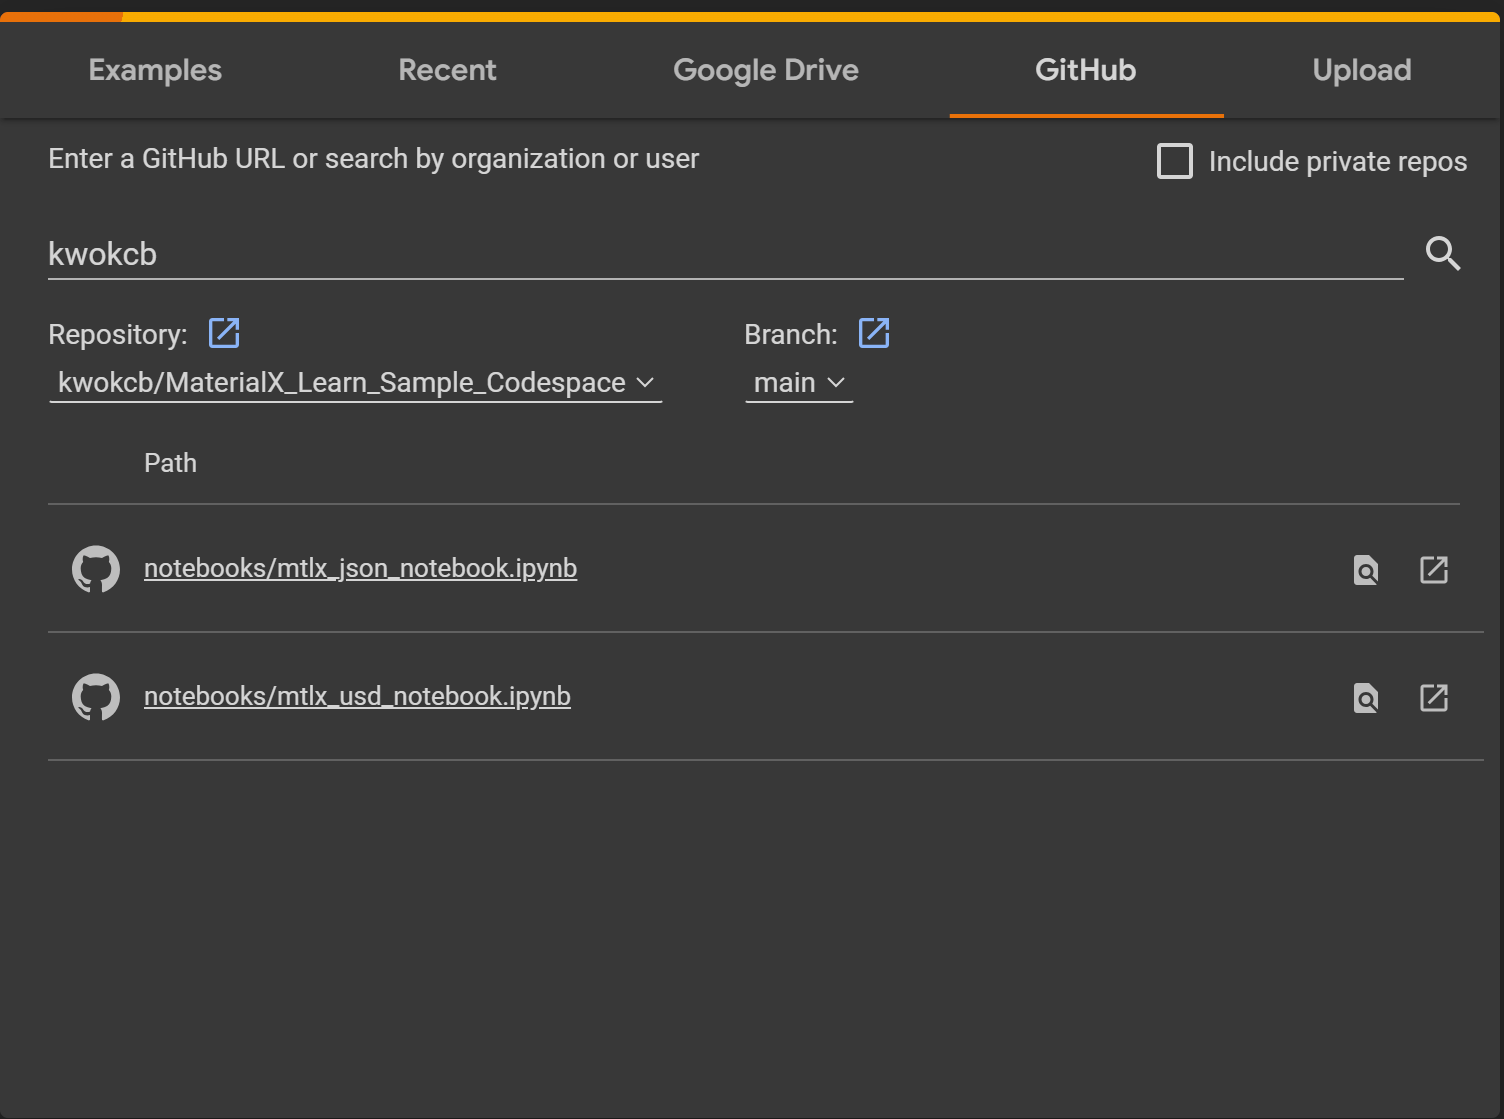 Examples Recent Google Drive GitHub Upload
Enter a GitHub URL or search by organization or user
Include private repos
kwokcb
Repository: Branch:
kwokcb/MaterialX_Learn_Sample_Codespace main
Path
notebooks/mtlx_json_notebook.ipynb
notebooks/mtlx_usd_notebook.ipynb